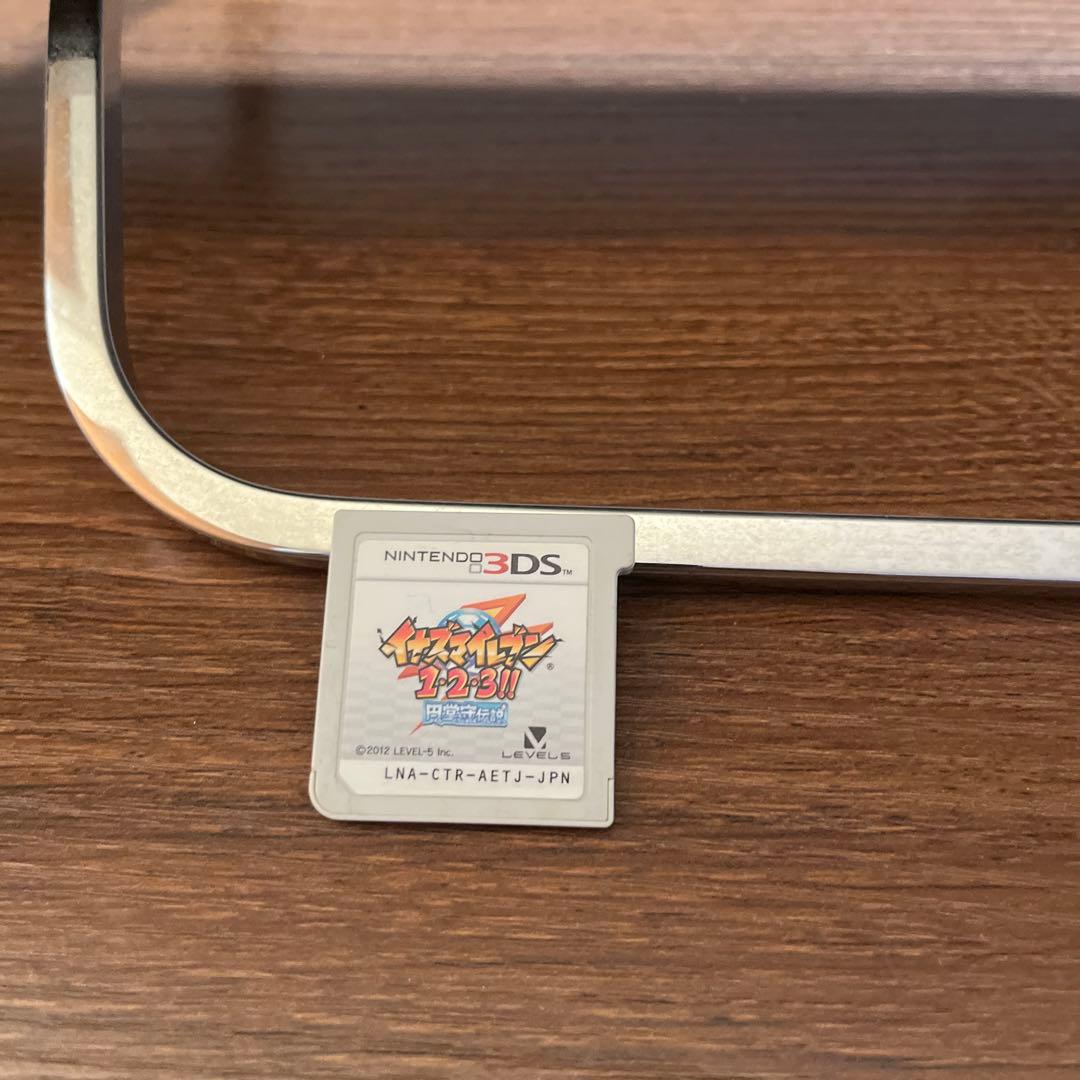 NINTENDO 3DS™
イナズマイレブン®
1・2・3!!
円堂守伝説
©2012 LEVEL-5 Inc.
LEVEL5
LNA-CTR-AETJ-JPN